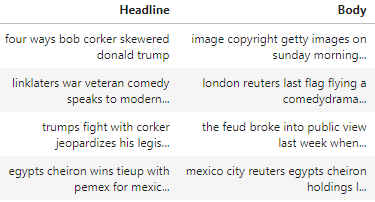 Headline Body
four ways bob corker skewered image copyright getty images on
donald trump sunday morning...
linklaters war veteran comedy london reuters last flag flying a
speaks to modern... comedydrama...
trumps fight with corker the feud broke into public view
jeopardizes his legis... last week when...
egypts cheiron wins tieup with mexico city reuters egypts cheiron
pemex for mexic... holdings l...